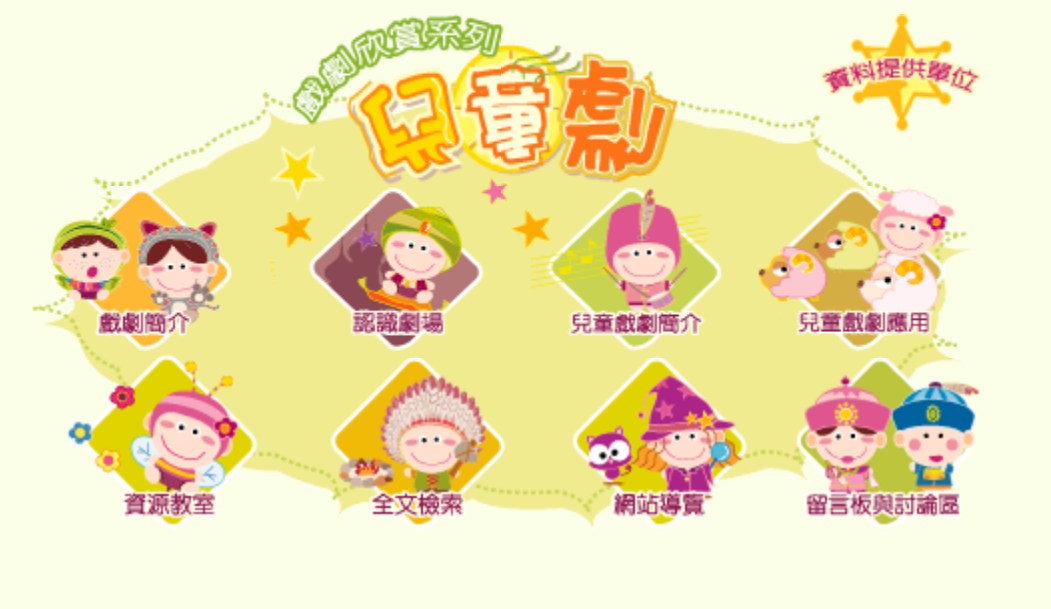 戲劇欣賞系列
兒童劇
資料提供單位
戲劇簡介
認識劇場
兒童戲劇簡介
兒童戲劇應用
資源教室
全文檢索
網站導覽
留言板與討論區